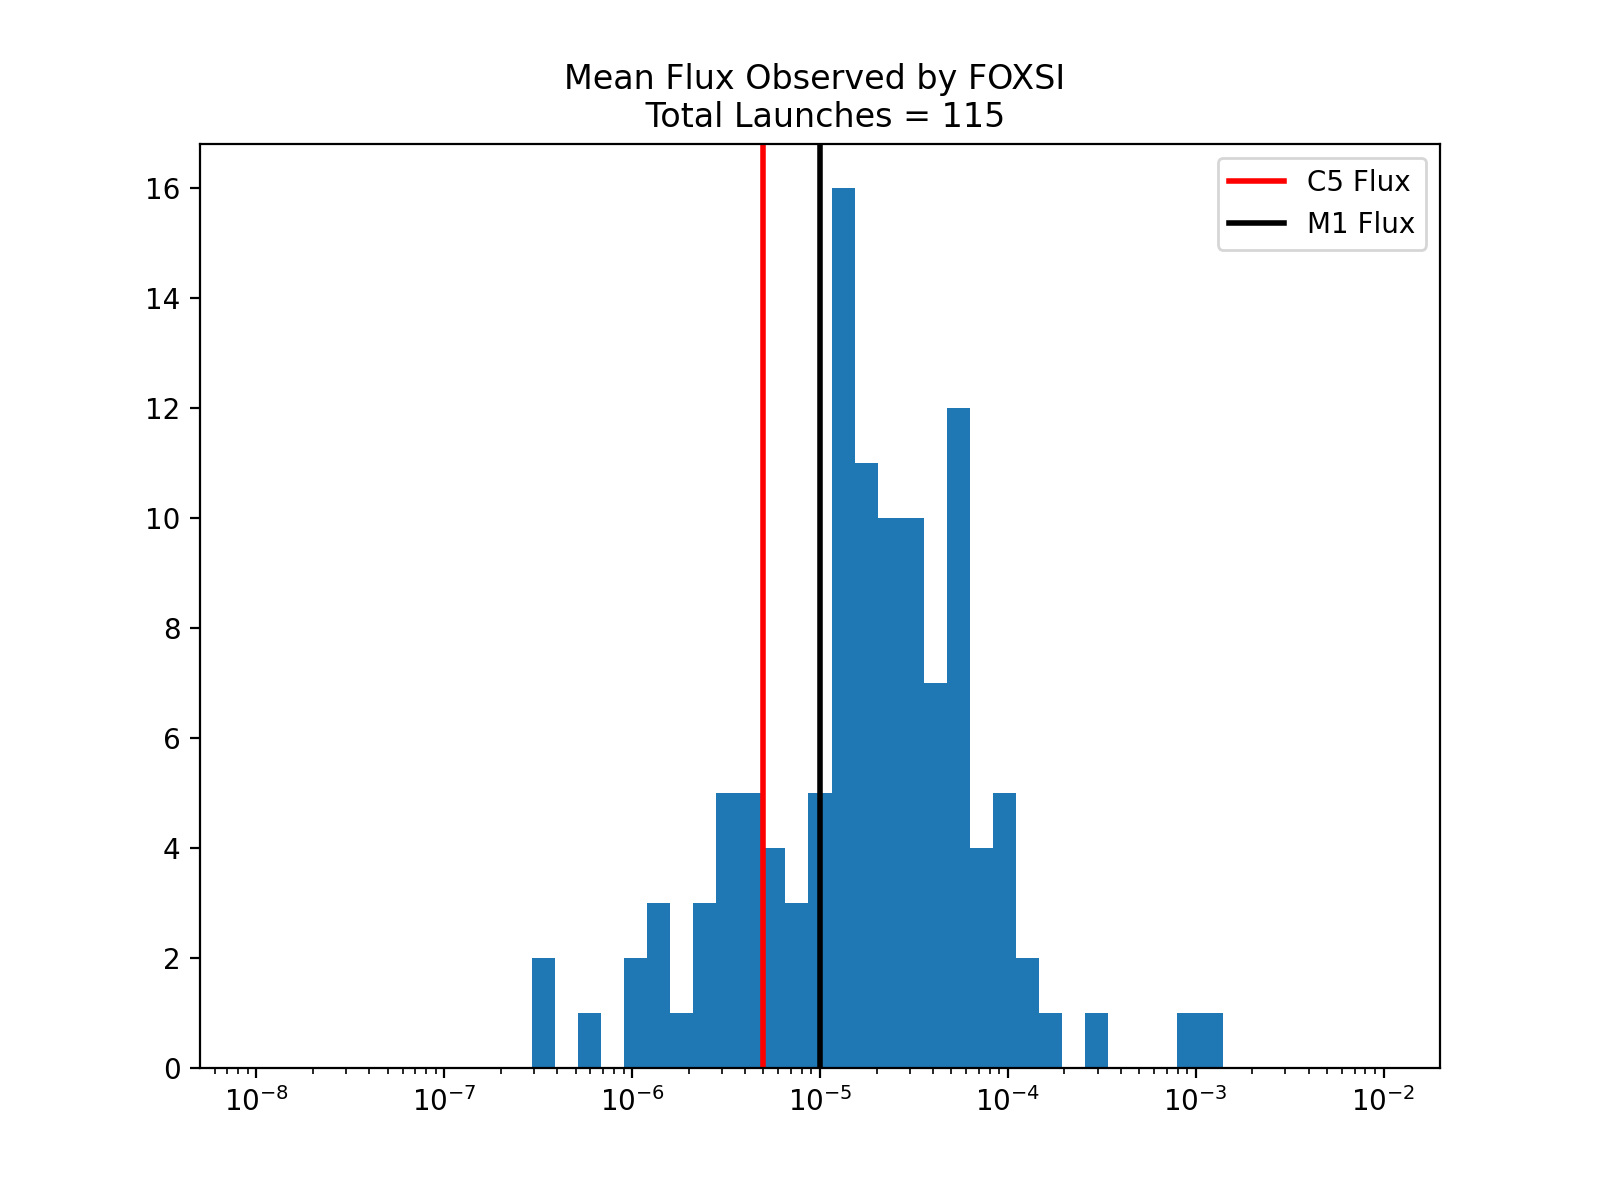 Mean Flux Observed by FOXSI
Total Launches = 115
C5 Flux
M1 Flux
16
14
12
10
8
6
4
2
0
10⁻⁸ 10⁻⁷ 10⁻⁶ 10⁻⁵ 10⁻⁴ 10⁻³ 10⁻²